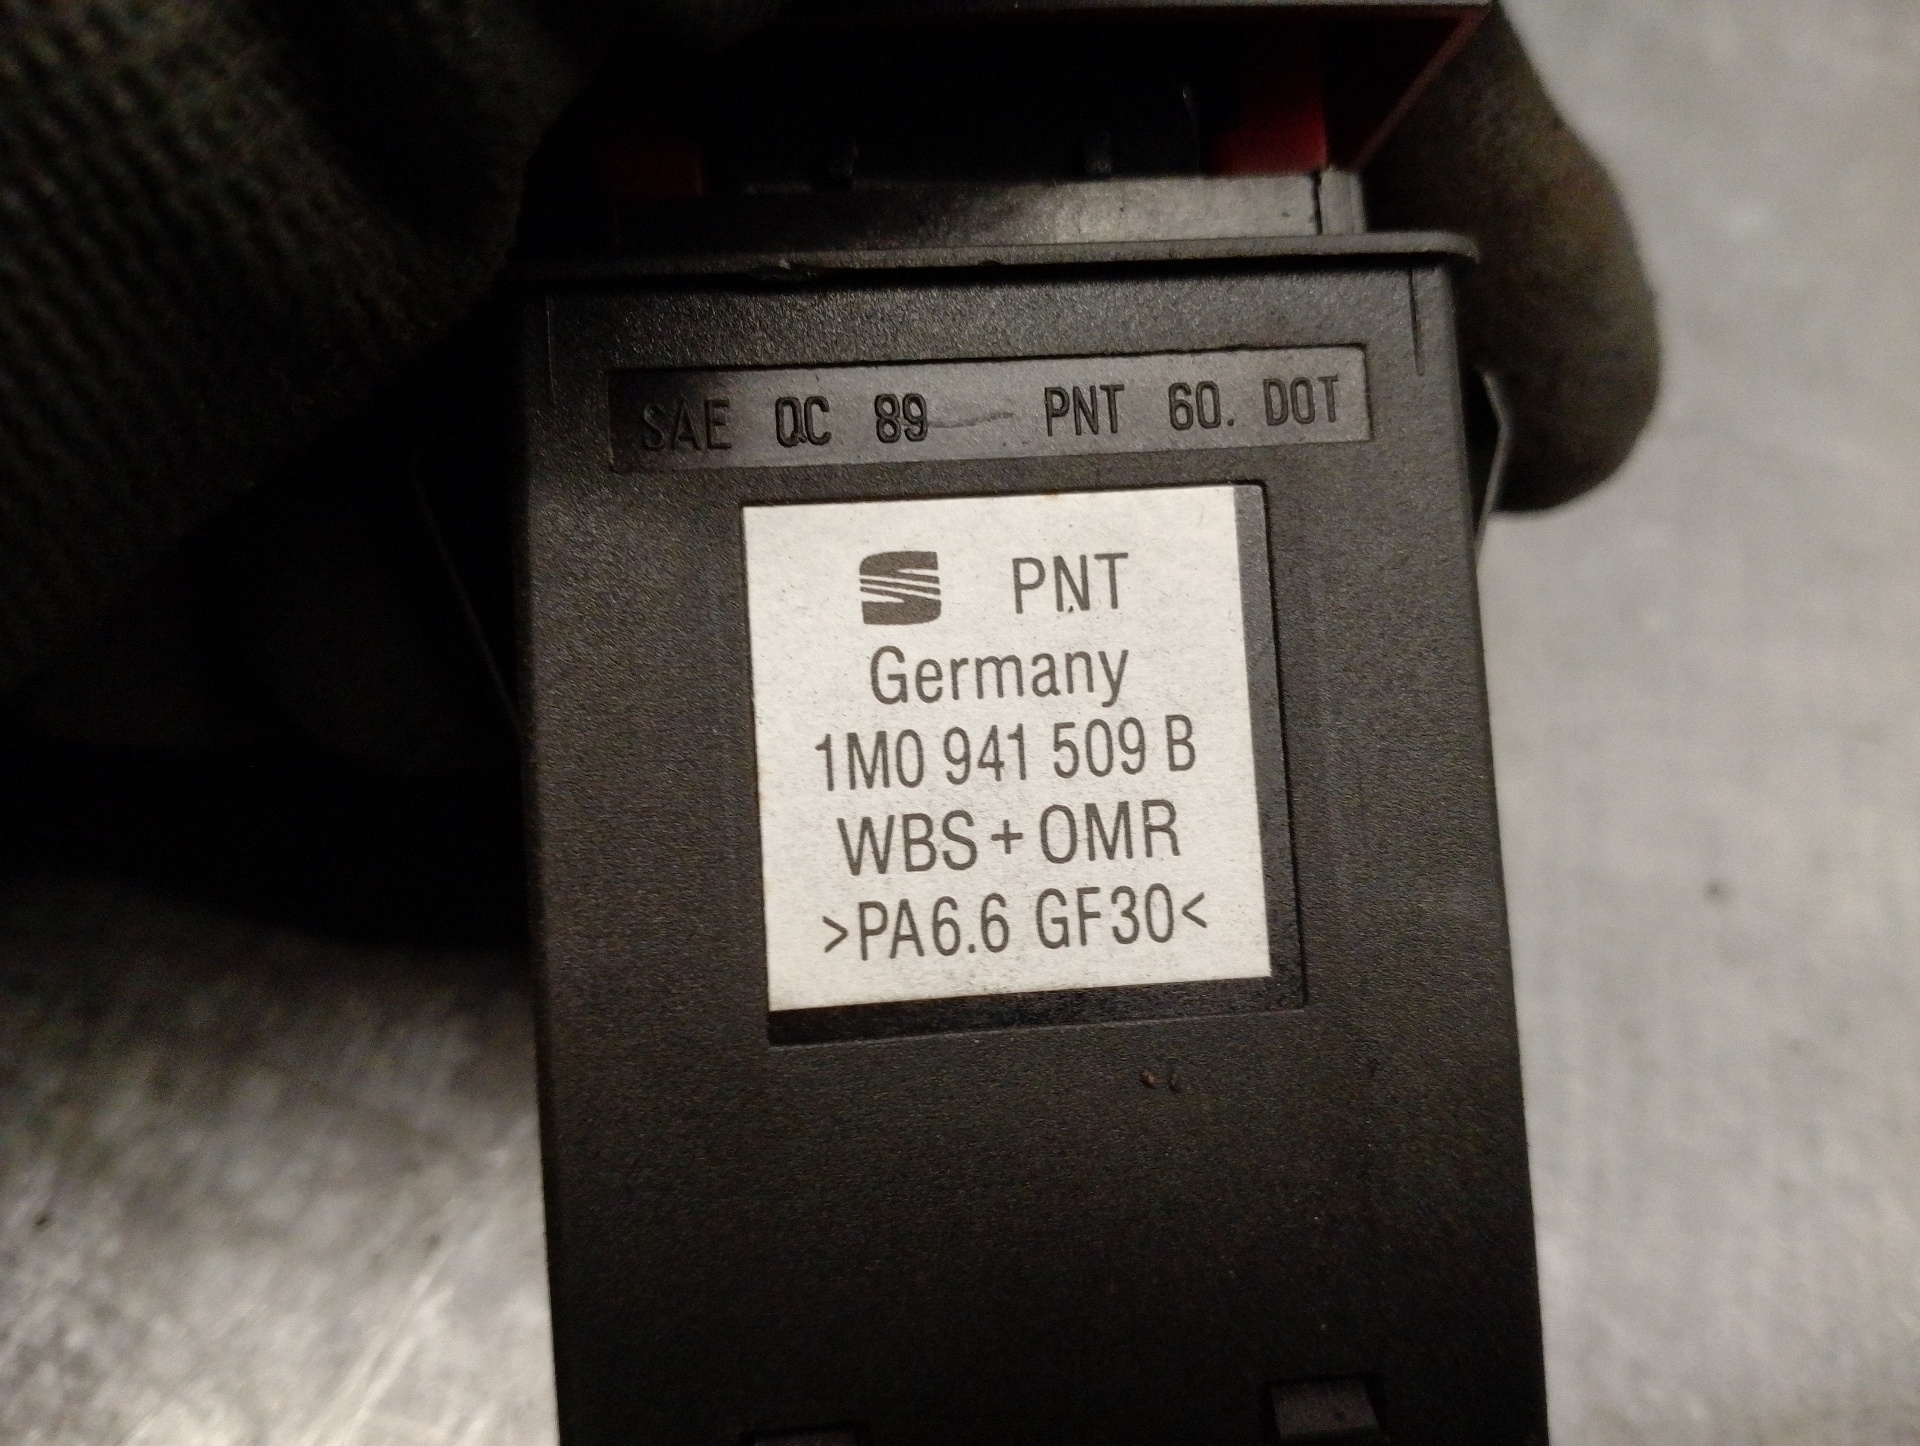 SAE QC 89 PNT 60. DOT
PNT
Germany
1M0 941 509 B
WBS + OMR
>PA6.6 GF30<